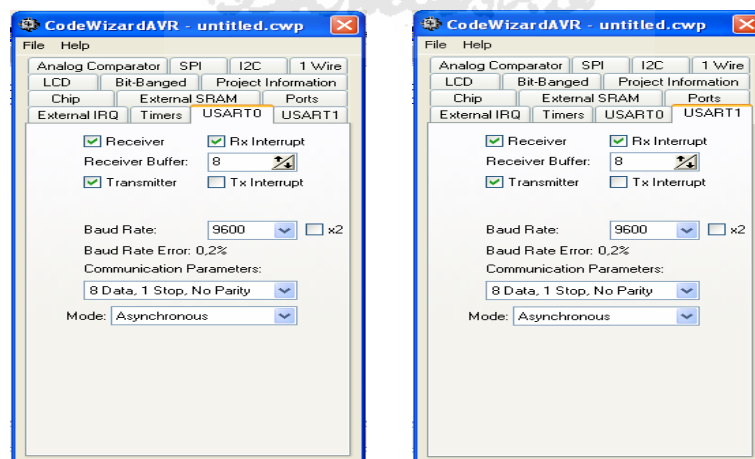 CodeWizardAVR - untitled.cwp
File Help
Analog Comparator SPI I2C 1 Wire
LCD Bit-Banged Project Information
Chip External SRAM Ports
External IRQ Timers USART0 USART1
Receiver Rx Interrupt
Receiver Buffer: 8
Transmitter Tx Interrupt
Baud Rate: 9600 x2
Baud Rate Error: 0,2%
Communication Parameters:
8 Data, 1 Stop, No Parity
Mode: Asynchronous
CodeWizardAVR - untitled.cwp
File Help
Analog Comparator SPI I2C 1 Wire
LCD Bit-Banged Project Information
Chip External SRAM Ports
External IRQ Timers USART0 USART1
Receiver Rx Interrupt
Receiver Buffer: 8
Transmitter Tx Interrupt
Baud Rate: 9600 x2
Baud Rate Error: 0,2%
Communication Parameters:
8 Data, 1 Stop, No Parity
Mode: Asynchronous